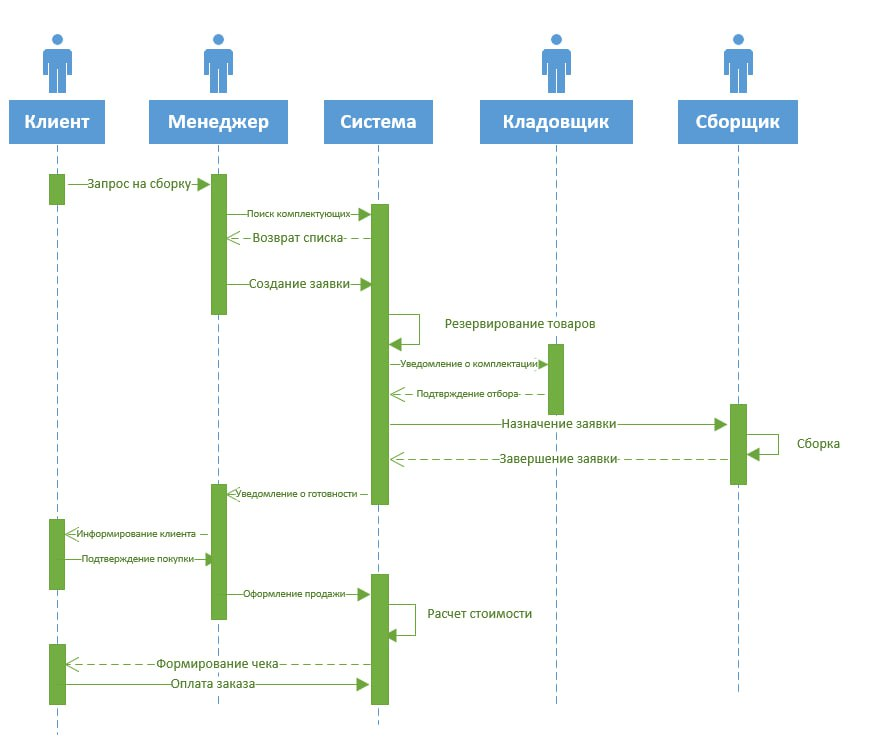 Клиент
Менеджер
Система
Кладовщик
Сборщик
Запрос на сборку
Поиск комплектующих
Возврат списка
Создание заявки
Резервирование товаров
Уведомление о комплектации
Подтврждение отбора
Назначение заявки
Сборка
Завершение заявки
Уведомление о готовности
Информирование клиента
Подтверждение покупки
Оформление продажи
Расчет стоимости
Формирование чека
Оплата заказа